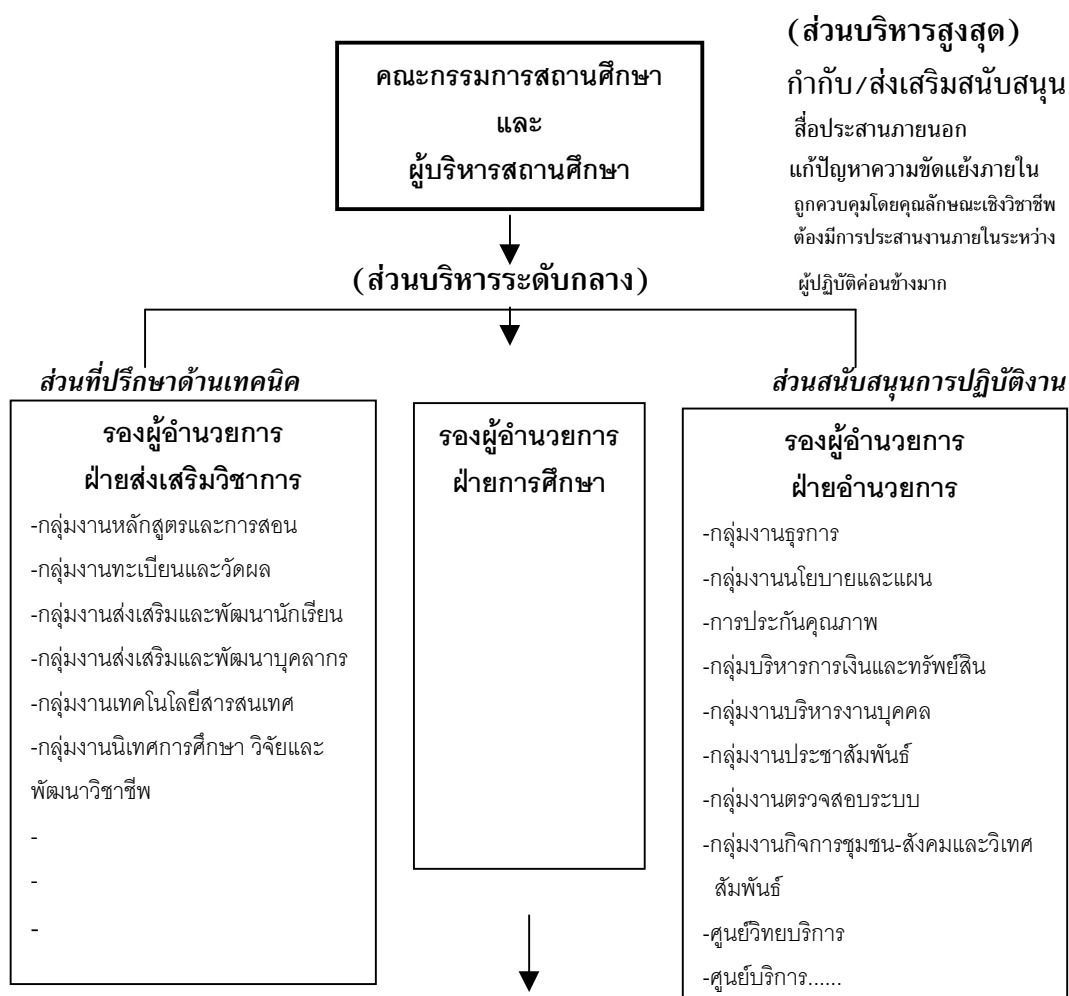 (ส่วนบริหารสูงสุด)
กำกับ/ส่งเสริมสนับสนุน
สื่อประสานภายนอก
แก้ปัญหาความขัดแย้งภายใน
ถูกควบคุมโดยคุณลักษณะเชิงวิชาชีพ
ต้องมีการประสานงานภายในระหว่าง
ผู้ปฏิบัติค่อนข้างมาก
คณะกรรมการสถานศึกษา
และ
ผู้บริหารสถานศึกษา
(ส่วนบริหารระดับกลาง)
ส่วนที่ปรึกษาด้านเทคนิค
รองผู้อำนวยการ
ฝ่ายส่งเสริมวิชาการ
-กลุ่มงานหลักสูตรและการสอน
-กลุ่มงานทะเบียนและวัดผล
-กลุ่มงานส่งเสริมและพัฒนานักเรียน
-กลุ่มงานส่งเสริมและพัฒนาบุคลากร
-กลุ่มงานเทคโนโลยีสารสนเทศ
-กลุ่มงานนิเทศการศึกษา วิจัยและ
พัฒนาวิชาชีพ
-
-
-
รองผู้อำนวยการ
ฝ่ายการศึกษา
ส่วนสนับสนุนการปฏิบัติงาน
รองผู้อำนวยการ
ฝ่ายอำนวยการ
-กลุ่มงานธุรการ
-กลุ่มงานนโยบายและแผน
-การประกันคุณภาพ
-กลุ่มบริหารการเงินและทรัพย์สิน
-กลุ่มงานบริหารงานบุคคล
-กลุ่มงานประชาสัมพันธ์
-กลุ่มงานตรวจสอบระบบ
-กลุ่มงานกิจการชุมชน-สังคมและวิเทศ
สัมพันธ์
-ศูนย์วิทยบริการ
-ศูนย์บริการ......